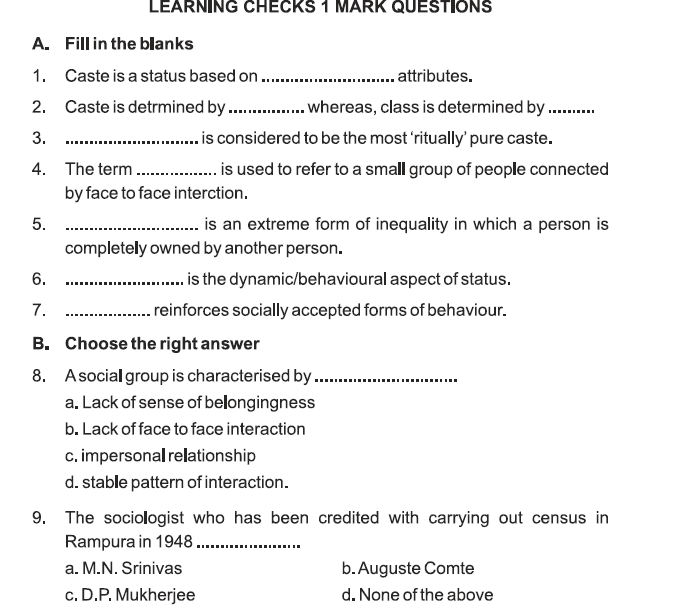 LEARNING CHECKS 1 MARK QUESTIONS
A. Fill in the blanks
1. Caste is a status based on ............................ attributes.
2. Caste is detrmined by ................ whereas, class is determined by ..........
3. ............................ is considered to be the most ‘ritually’ pure caste.
4. The term ................. is used to refer to a small group of people connected
by face to face interction.
5. ............................ is an extreme form of inequality in which a person is
completely owned by another person.
6. ......................... is the dynamic/behavioural aspect of status.
7. .................. reinforces socially accepted forms of behaviour.
B. Choose the right answer
8. A social group is characterised by ..............................
a. Lack of sense of belongingness
b. Lack of face to face interaction
c. impersonal relationship
d. stable pattern of interaction.
9. The sociologist who has been credited with carrying out census in
Rampura in 1948 ......................
a. M.N. Srinivas b. Auguste Comte
c. D.P. Mukherjee d. None of the above